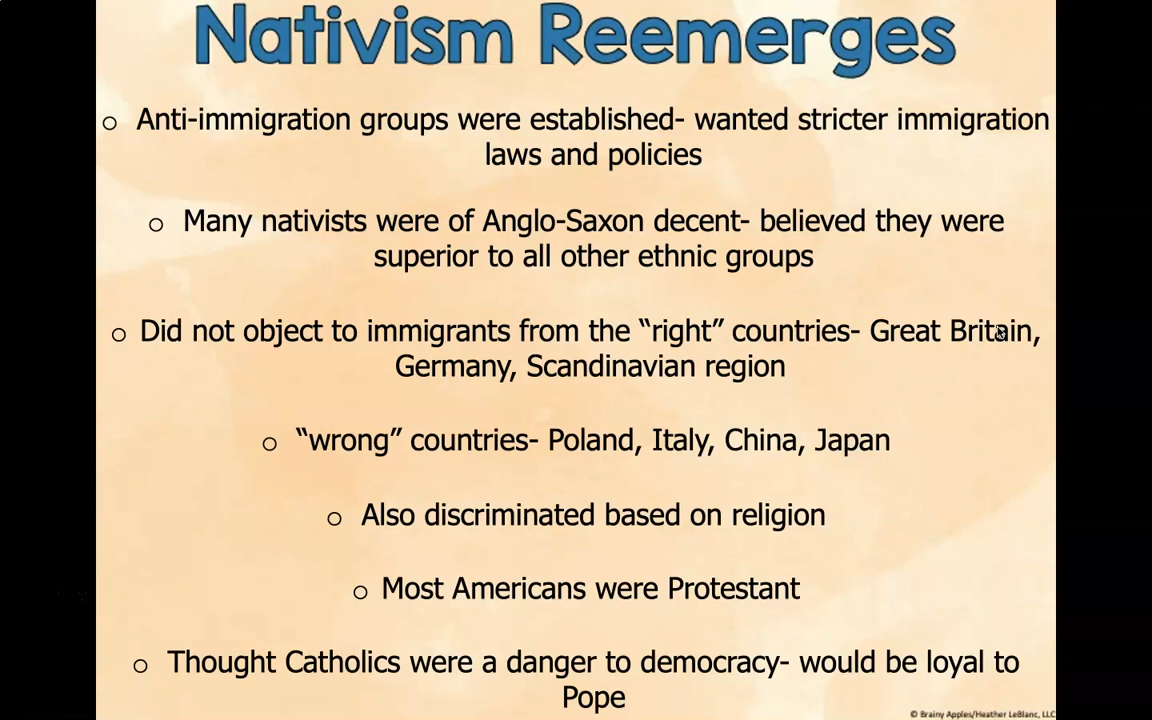 Nativism Reemerges
o Anti-immigration groups were established- wanted stricter immigration
laws and policies
o Many nativists were of Anglo-Saxon decent- believed they were
superior to all other ethnic groups
o Did not object to immigrants from the “right” countries- Great Britain,
Germany, Scandinavian region
o “wrong” countries- Poland, Italy, China, Japan
o Also discriminated based on religion
o Most Americans were Protestant
o Thought Catholics were a danger to democracy- would be loyal to
Pope
© Brainy Apples/Heather LeBlanc, LLC